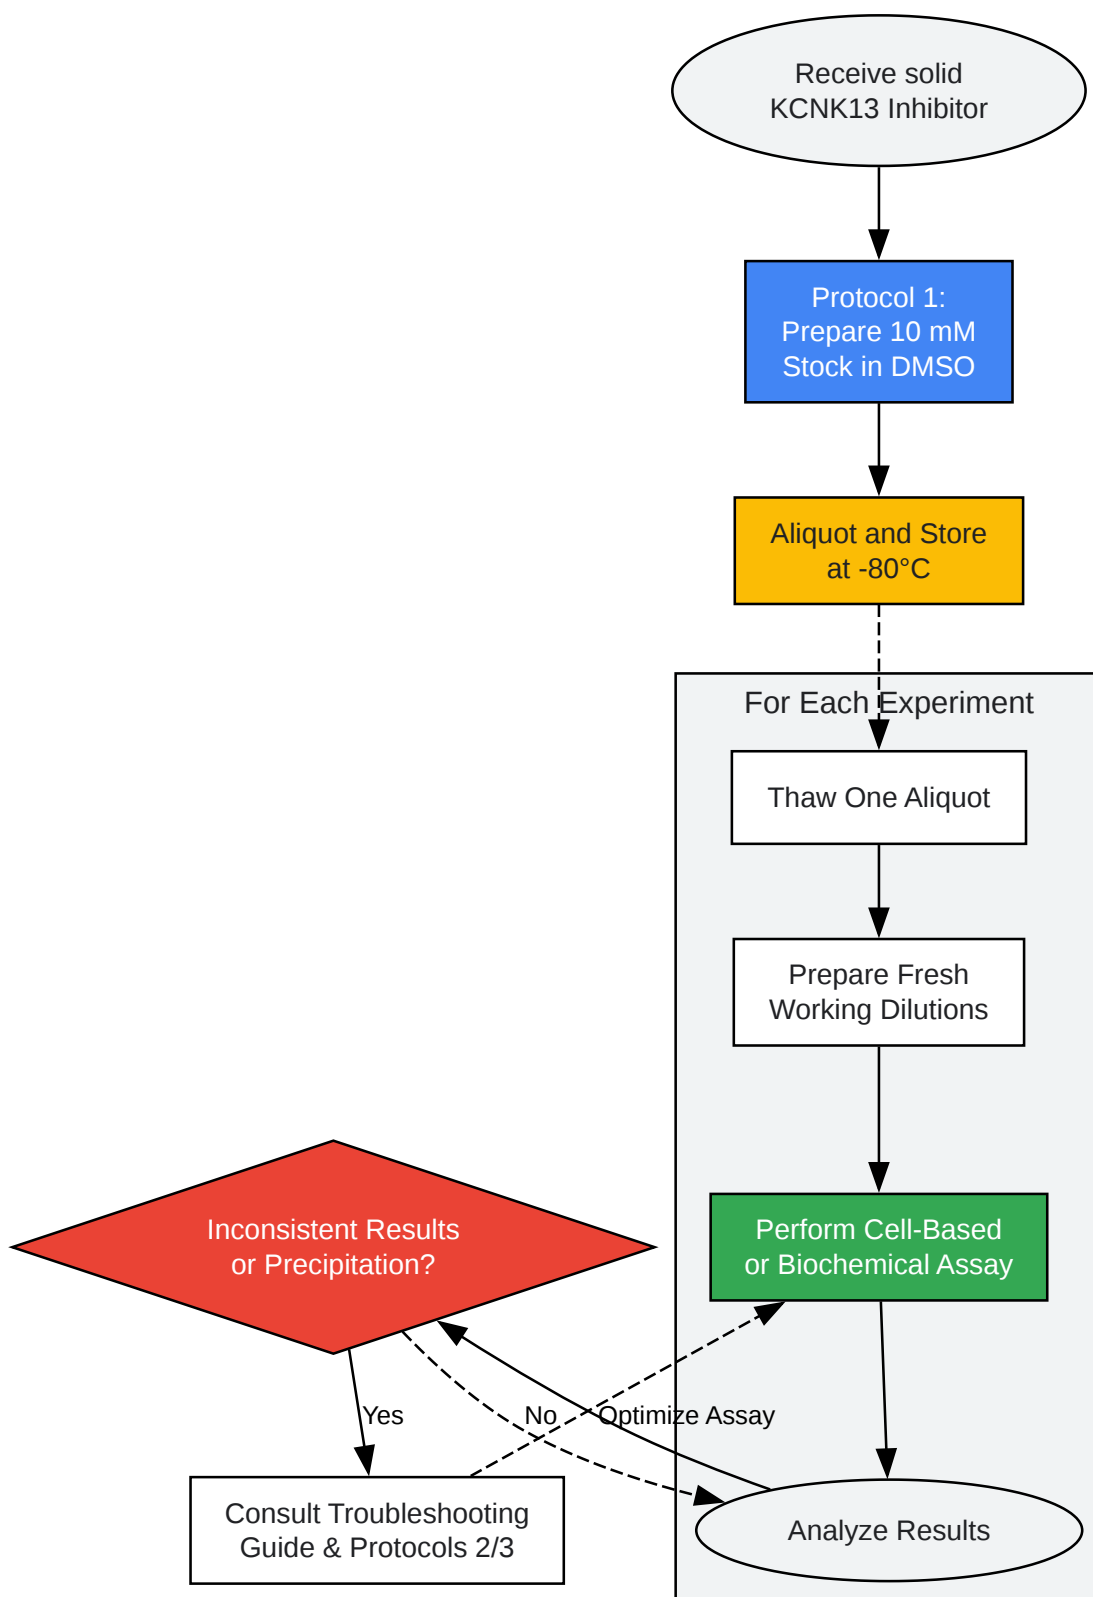 Receive solid
KCNK13 Inhibitor
Protocol 1:
Prepare 10 mM
Stock in DMSO
Aliquot and Store
at -80°C
For Each Experiment
Thaw One Aliquot
Prepare Fresh
Working Dilutions
Inconsistent Results
or Precipitation?
Perform Cell-Based
or Biochemical Assay
Yes
No
Optimize Assay
Consult Troubleshooting
Guide & Protocols 2/3
Analyze Results